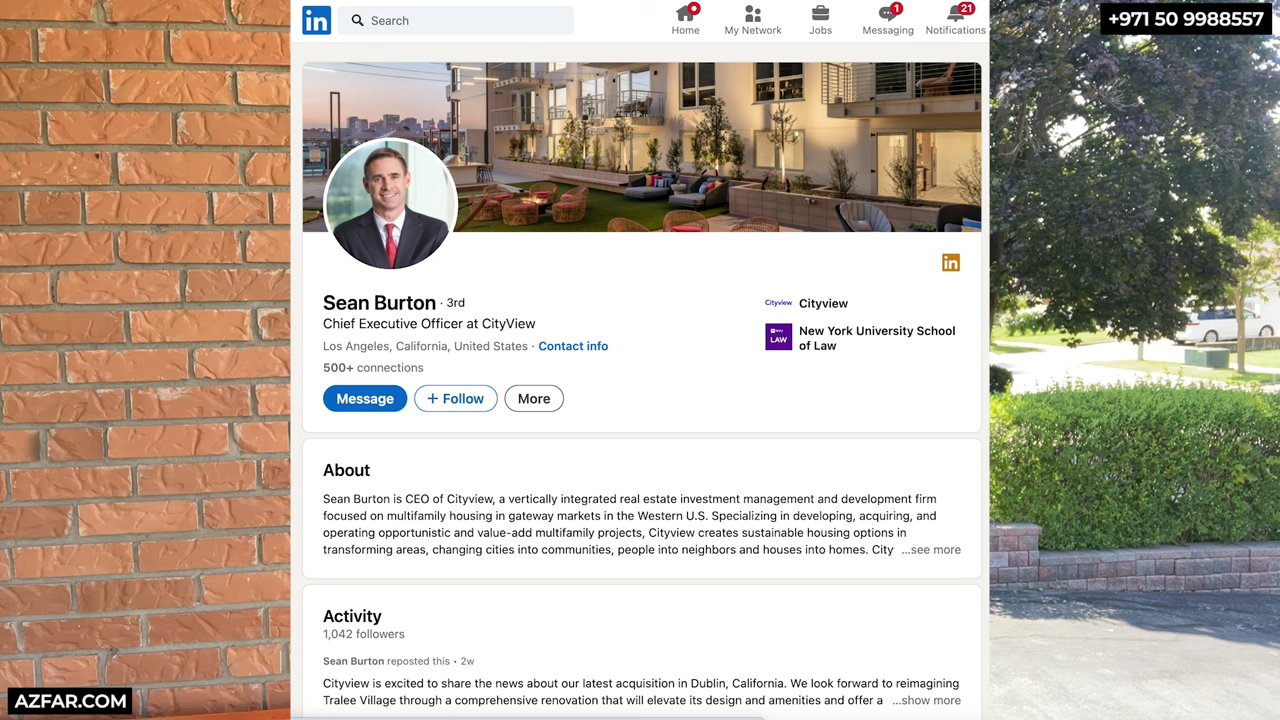 +971 50 9988557
in Search
1
21
Home My Network Jobs Messaging Notifications
in
Sean Burton · 3rd
Chief Executive Officer at CityView
Los Angeles, California, United States · Contact info
500+ connections
Message + Follow More
Cityview Cityview
NYU LAW New York University School
of Law
About
Sean Burton is CEO of Cityview, a vertically integrated real estate investment management and development firm
focused on multifamily housing in gateway markets in the Western U.S. Specializing in developing, acquiring, and
operating opportunistic and value-add multifamily projects, Cityview creates sustainable housing options in
transforming areas, changing cities into communities, people into neighbors and houses into homes. City ...see more
Activity
1,042 followers
Sean Burton reposted this • 2w
Cityview is excited to share the news about our latest acquisition in Dublin, California. We look forward to reimagining
Tralee Village through a comprehensive renovation that will elevate its design and amenities and offer a ...show more
AZFAR.COM